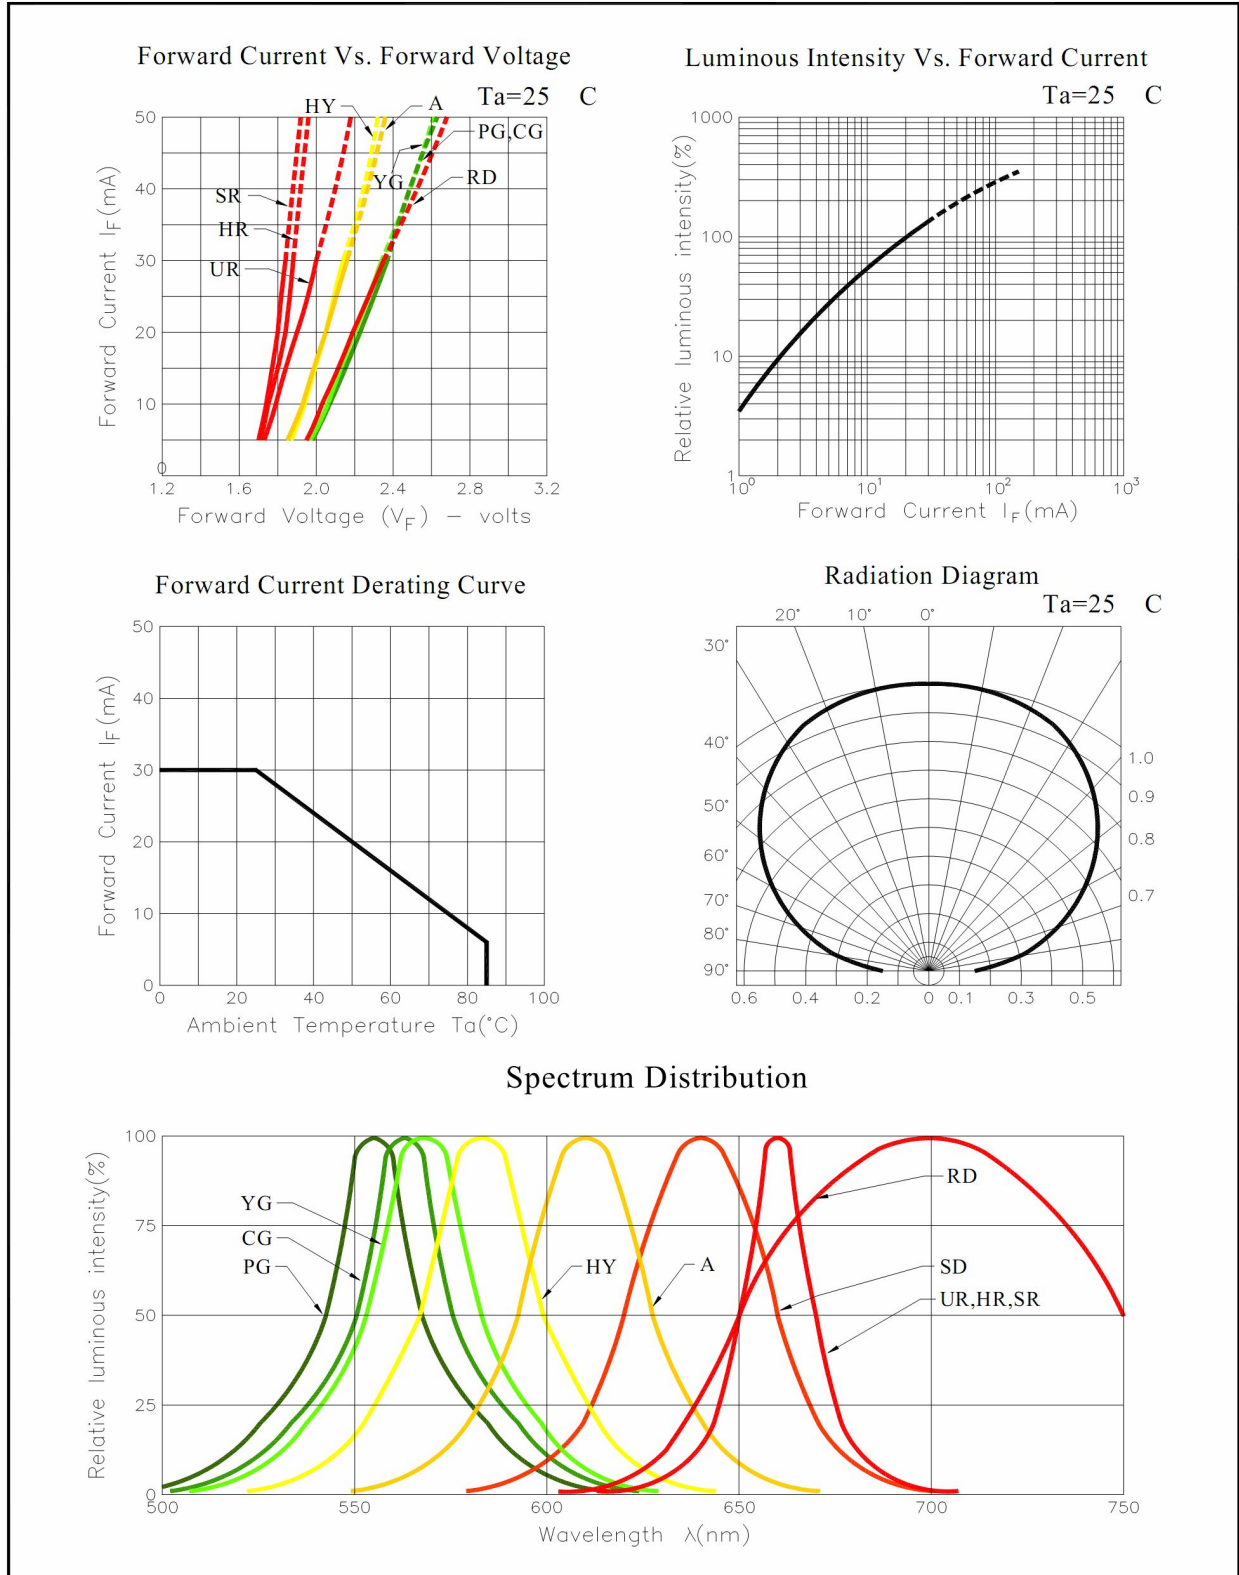 Forward Current Vs. Forward Voltage
Ta=25 C
HY
A
PG,CG
YG
RD
SR
HR
UR
50
40
30
20
10
0
1.2 1.6 2.0 2.4 2.8 3.2
Forward Current IF(mA)
Forward Voltage (VF) – volts
Luminous Intensity Vs. Forward Current
Ta=25 C
1000
100
10
1
10⁰ 10¹ 10² 10³
Relative luminous intensity(%)
Forward Current IF(mA)
Forward Current Derating Curve
50
40
30
20
10
0
0 20 40 60 80 100
Forward Current IF(mA)
Ambient Temperature Ta(°C)
Radiation Diagram
Ta=25 C
20° 10° 0°
30°
40°
50°
60°
70°
80°
90°
1.0
0.9
0.8
0.7
0.6 0.4 0.2 0 0.1 0.3 0.5
Spectrum Distribution
100
75
50
25
0
500 550 600 650 700 750
YG
CG
PG
HY
A
RD
SD
UR,HR,SR
Relative luminous intensity(%)
Wavelength λ(nm)